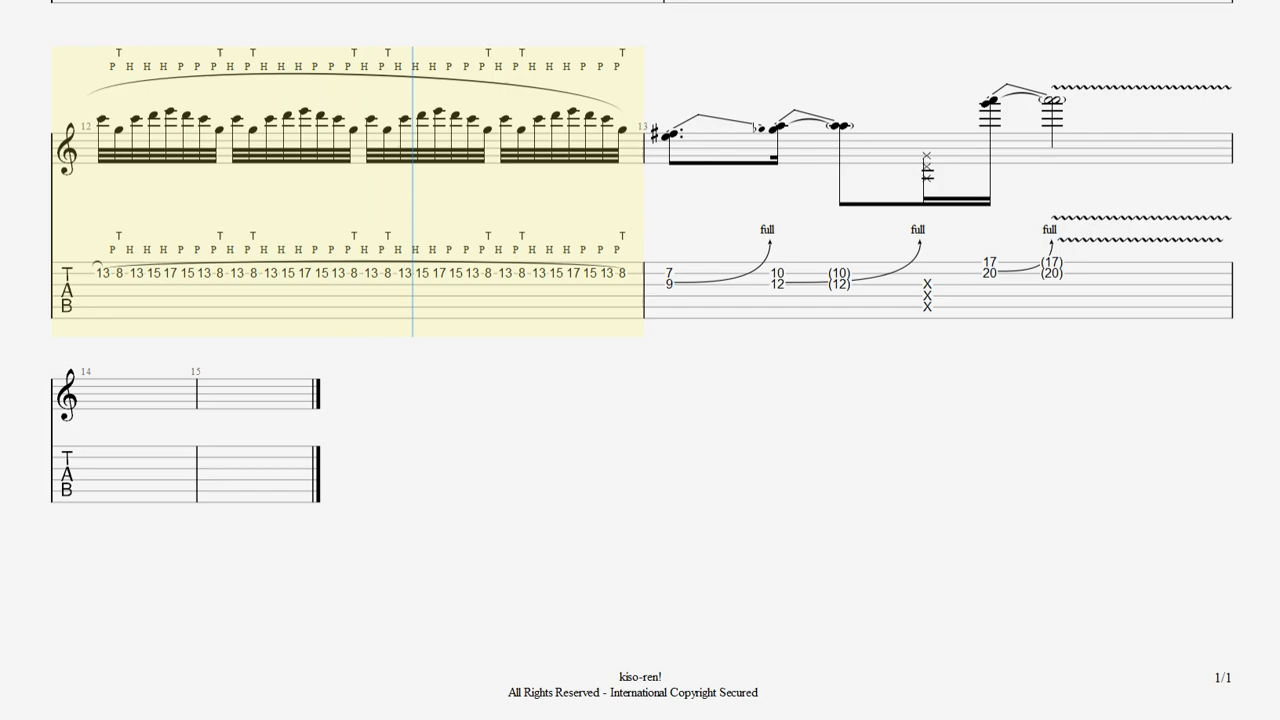 T T T T T T T T
P H H H P P P H P H H H P P P H P H H H P P P H P H H H P P P
12 13
full full full
T T T T T T T T
P H H H P P P H P H H H P P P H P H H H P P P H P H H H P P P
17 (17)
T 13 8 13 15 17 15 13 8 13 8 13 15 17 15 13 8 13 8 13 15 17 15 13 8 13 8 13 15 17 15 13 8 7 10 (10) 20 (20)
A 9 12 (12) X
X
B X
14 15
T
A
B
kiso-ren!
All Rights Reserved - International Copyright Secured
1/1